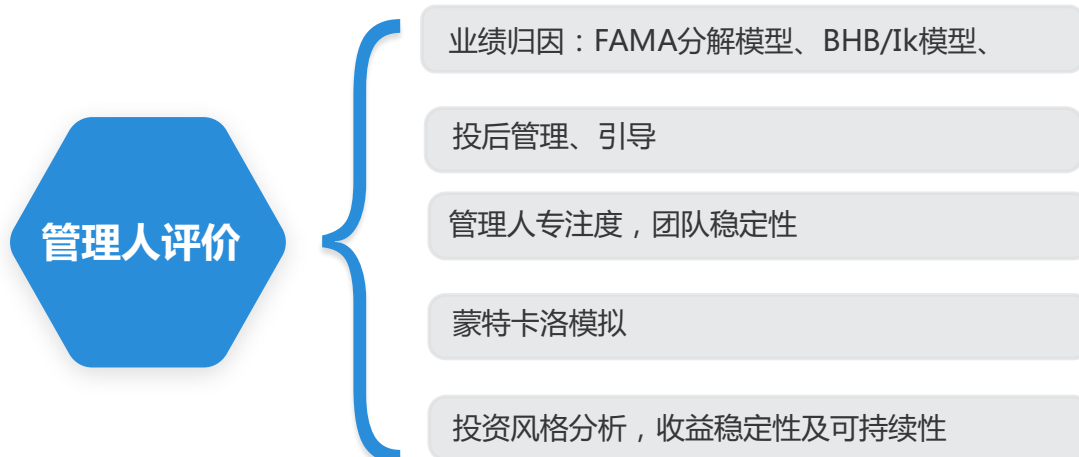 管理人评价
业绩归因：FAMA分解模型、BHB/Ik模型、
投后管理、引导
管理人专注度，团队稳定性
蒙特卡洛模拟
投资风格分析，收益稳定性及可持续性